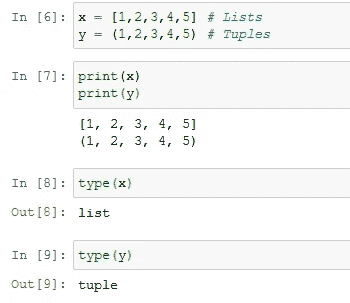 In [6]: x = [1,2,3,4,5] # Lists
y = (1,2,3,4,5) # Tuples
In [7]: print(x)
print(y)
[1, 2, 3, 4, 5]
(1, 2, 3, 4, 5)
In [8]: type(x)
Out[8]: list
In [9]: type(y)
Out[9]: tuple